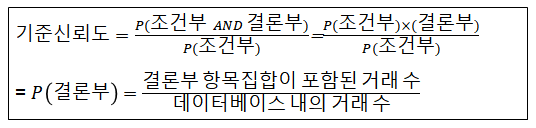 기준신뢰도 = P(조건부 AND 결론부)/P(조건부) = P(조건부)×(결론부)/P(조건부)
= P(결론부) = 결론부 항목집합이 포함된 거래 수/데이터베이스 내의 거래 수